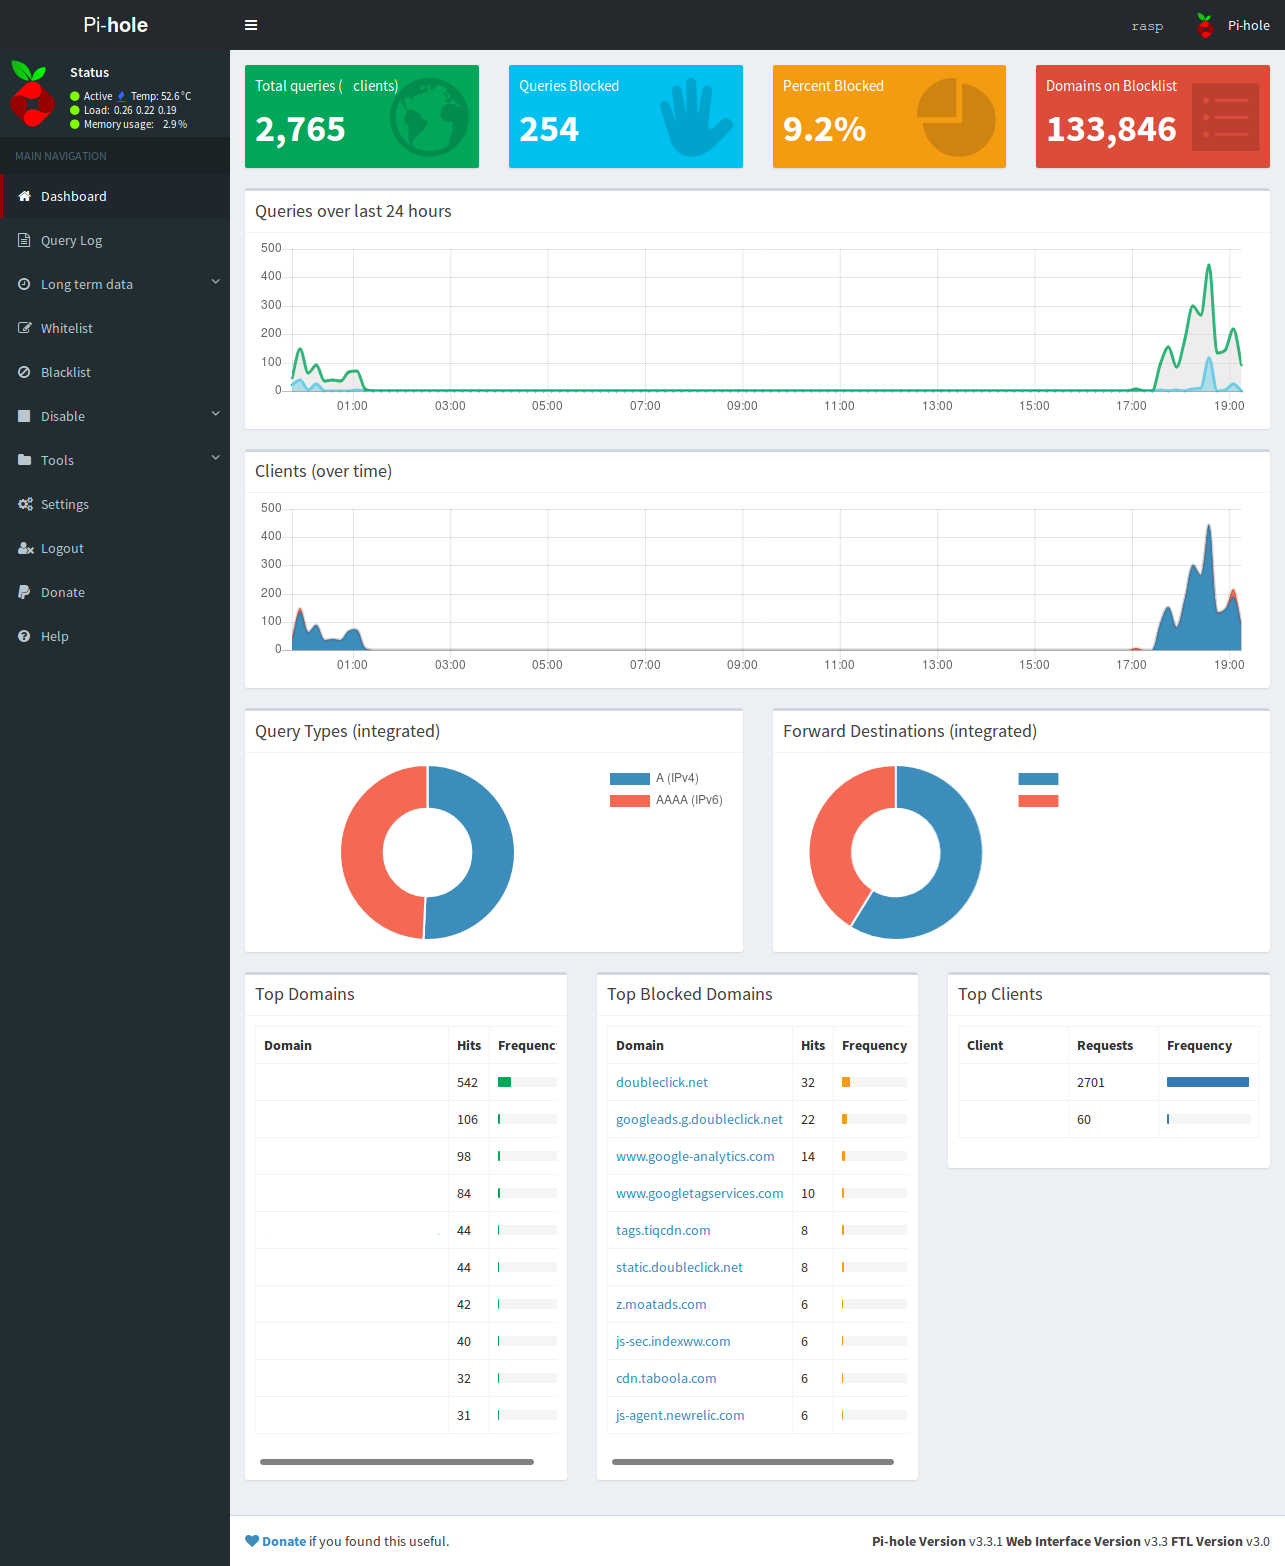 Pi-hole
rasp
Pi-hole
Status
Active Temp: 52.6°C
Load: 0.26 0.22 0.19
Memory usage: 2.9 %
MAIN NAVIGATION
Dashboard
Query Log
Long term data
Whitelist
Blacklist
Disable
Tools
Settings
Logout
Donate
Help
Total queries ( clients)
2,765
Queries Blocked
254
Percent Blocked
9.2%
Domains on Blocklist
133,846
Queries over last 24 hours
500
400
300
200
100
0
01:00 03:00 05:00 07:00 09:00 11:00 13:00 15:00 17:00 19:00
Clients (over time)
500
400
300
200
100
0
01:00 03:00 05:00 07:00 09:00 11:00 13:00 15:00 17:00 19:00
Query Types (integrated)
A (IPv4)
AAAA (IPv6)
Forward Destinations (integrated)
Top Domains
Domain Hits Frequenc
542
106
98
84
44
44
42
40
32
31
Top Blocked Domains
Domain Hits Frequency
doubleclick.net 32
googleads.g.doubleclick.net 22
www.google-analytics.com 14
www.googletagservices.com 10
tags.tiqcdn.com 8
static.doubleclick.net 8
z.moatads.com 6
js-sec.indexww.com 6
cdn.taboola.com 6
js-agent.newrelic.com 6
Top Clients
Client Requests Frequency
2701
60
Donate if you found this useful.
Pi-hole Version v3.3.1 Web Interface Version v3.3 FTL Version v3.0